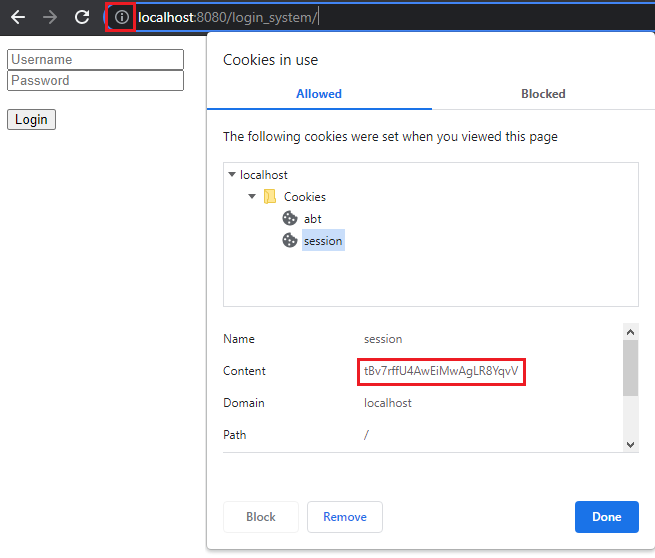 localhost:8080/login_system/
Username
Password
Login
Cookies in use
Allowed Blocked
The following cookies were set when you viewed this page
localhost
Cookies
abt
session
Name session
Content tBv7rffU4AwEiMwAgLR8YqvV
Domain localhost
Path /
Block Remove Done